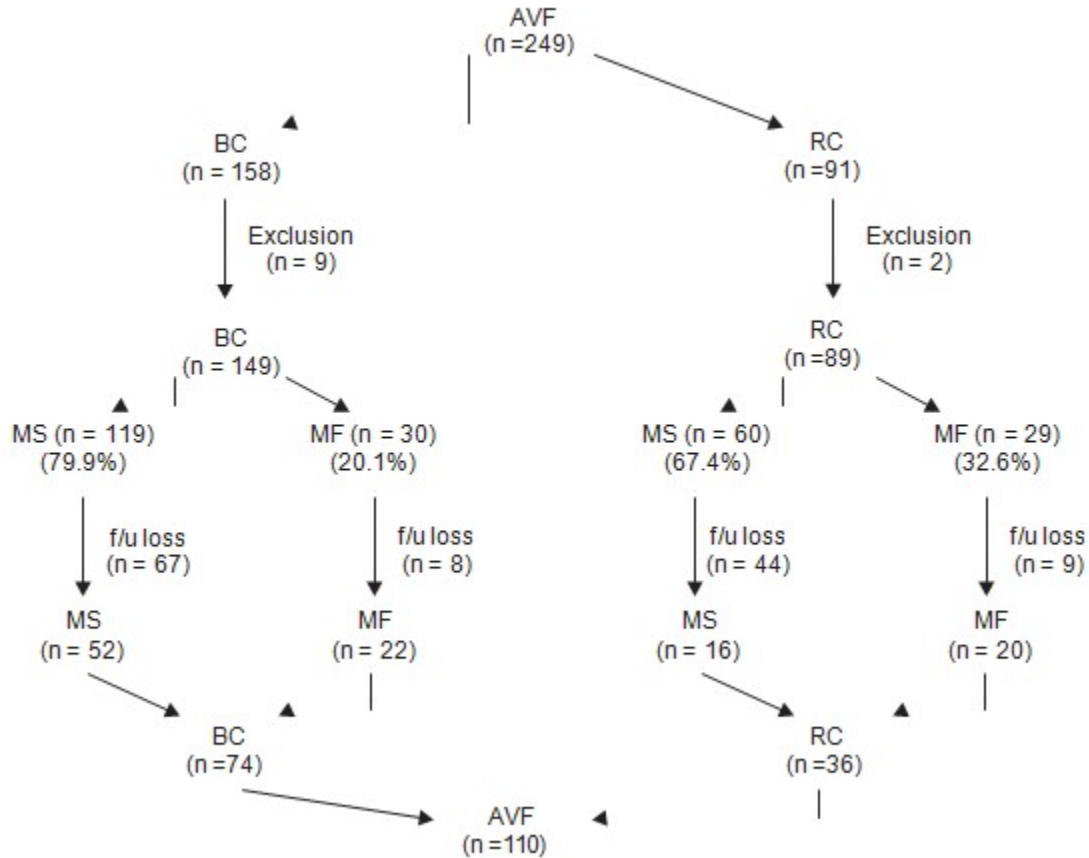 AVF
(n =249)
BC
(n = 158)
RC
(n=91)
Exclusion
(n = 9)
Exclusion
(n = 2)
BC
(n = 149)
RC
(n=89)
MS (n = 119)
(79.9%)
MF (n = 30)
(20.1%)
MS (n = 60)
(67.4%)
MF (n = 29)
(32.6%)
f/u loss
(n = 67)
f/u loss
(n = 8)
f/u loss
(n = 44)
f/u loss
(n = 9)
MS
(n = 52)
MF
(n = 22)
MS
(n = 16)
MF
(n = 20)
BC
(n =74)
RC
(n=36)
AVF
(n=110)